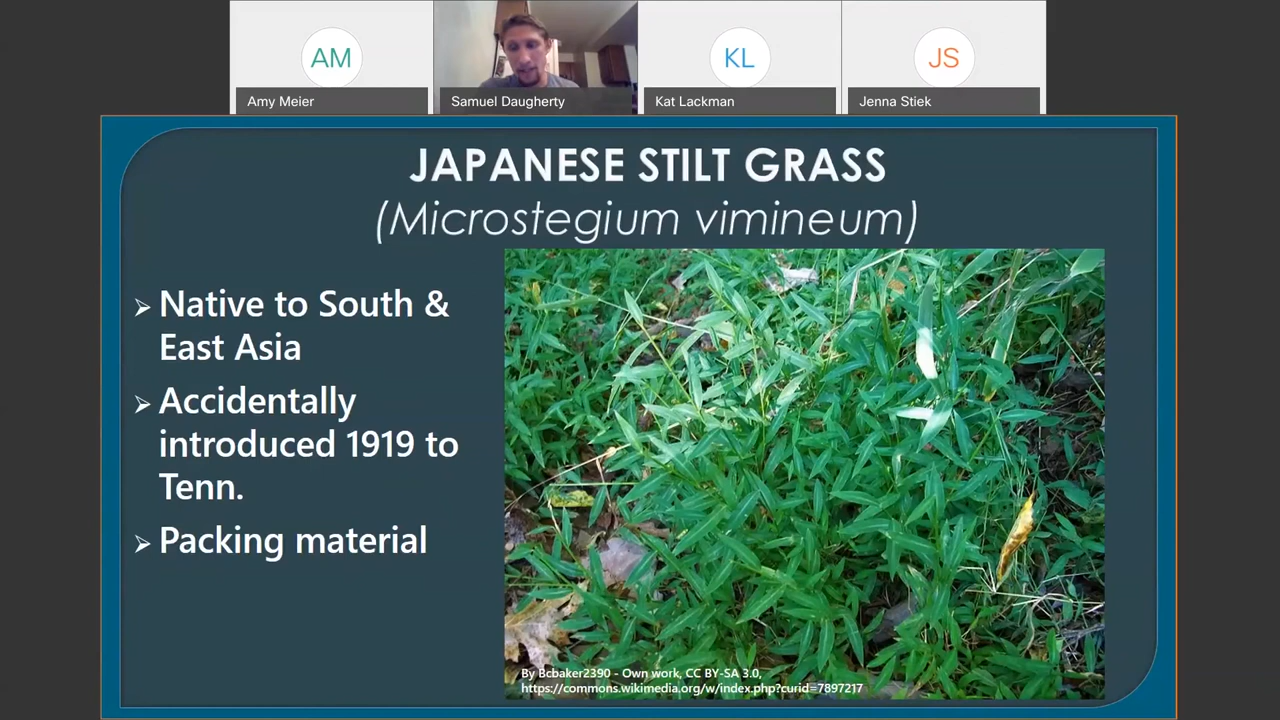 AM
KL
JS
Amy Meier
Samuel Daugherty
Kat Lackman
Jenna Stiek
JAPANESE STILT GRASS
(Microstegium vimineum)
➢ Native to South &
East Asia
➢ Accidentally
introduced 1919 to
Tenn.
➢ Packing material
By Bcbaker2390 - Own work, CC BY-SA 3.0,
https://commons.wikimedia.org/w/index.php?curid=7897217